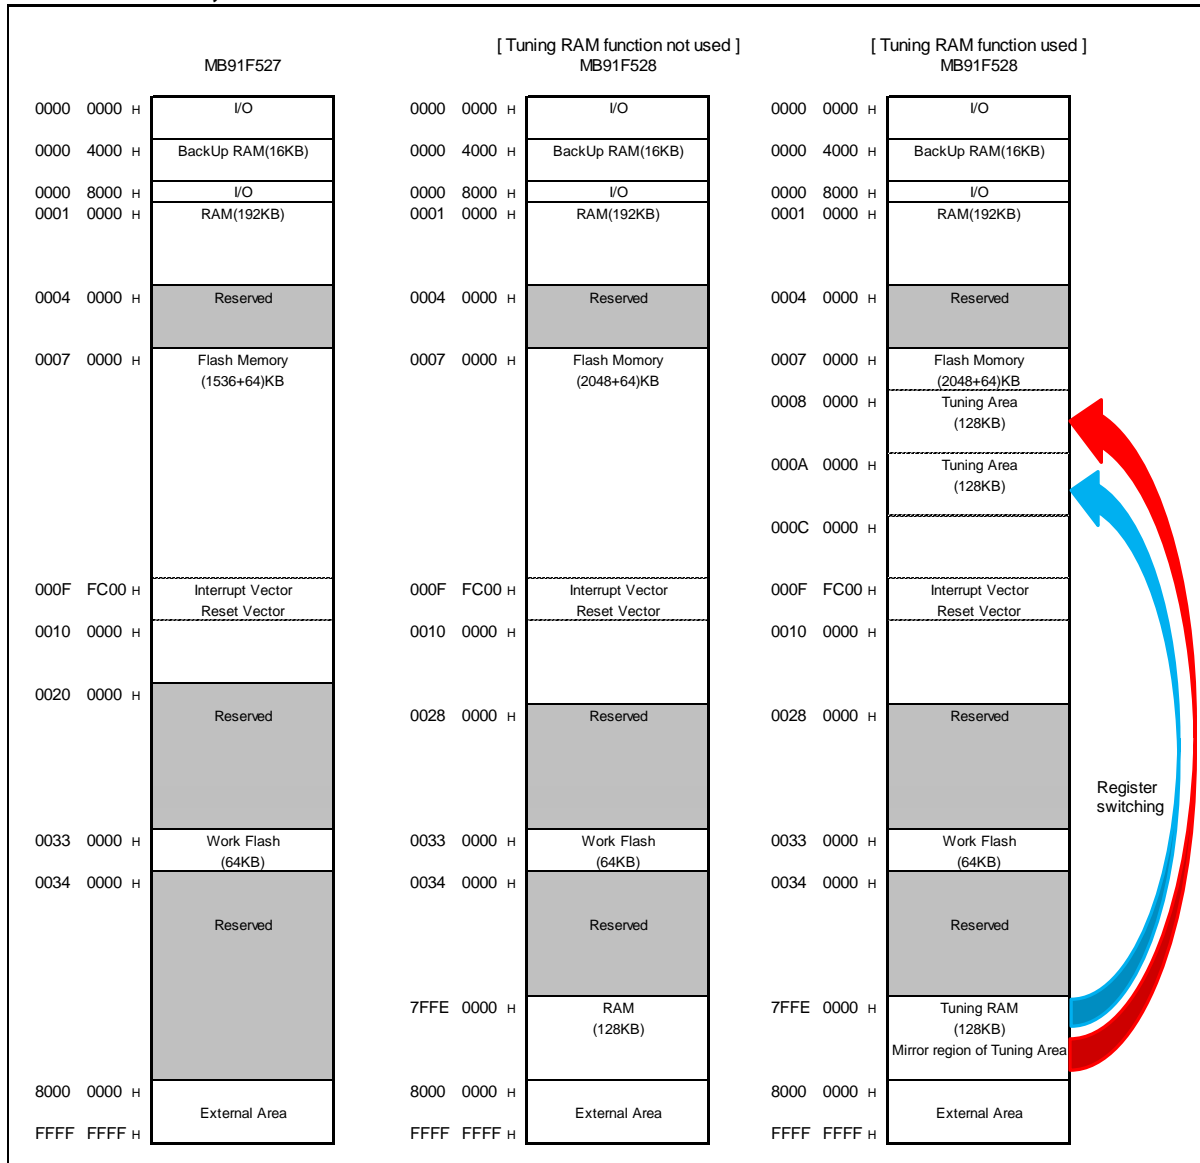 [ Tuning RAM function not used ]
[ Tuning RAM function used ]
MB91F527
MB91F528
MB91F528
0000 0000 H I/O 0000 0000 H I/O 0000 0000 H I/O
0000 4000 H BackUp RAM(16KB) 0000 4000 H BackUp RAM(16KB) 0000 4000 H BackUp RAM(16KB)
0000 8000 H I/O 0000 8000 H I/O 0000 8000 H I/O
0001 0000 H RAM(192KB) 0001 0000 H RAM(192KB) 0001 0000 H RAM(192KB)
0004 0000 H Reserved 0004 0000 H Reserved 0004 0000 H Reserved
0007 0000 H Flash Memory 0007 0000 H Flash Momory 0007 0000 H Flash Momory
(1536+64)KB (2048+64)KB (2048+64)KB
0008 0000 H Tuning Area
(128KB)
000A 0000 H Tuning Area
(128KB)
000C 0000 H
000F FC00 H Interrupt Vector 000F FC00 H Interrupt Vector 000F FC00 H Interrupt Vector
Reset Vector Reset Vector Reset Vector
0010 0000 H 0010 0000 H 0010 0000 H
0020 0000 H
Reserved 0028 0000 H Reserved 0028 0000 H Reserved
Register
switching
0033 0000 H Work Flash 0033 0000 H Work Flash 0033 0000 H Work Flash
(64KB) (64KB) (64KB)
0034 0000 H 0034 0000 H 0034 0000 H
Reserved Reserved Reserved
7FFE 0000 H RAM 7FFE 0000 H Tuning RAM
(128KB) (128KB)
Mirror region of Tuning Area
8000 0000 H 8000 0000 H 8000 0000 H
External Area External Area External Area
FFFF FFFF H FFFF FFFF H FFFF FFFF H